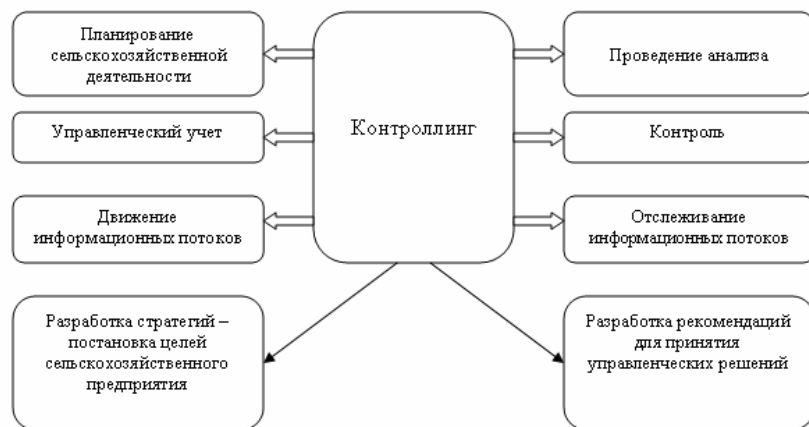 Планирование
сельскохозяйственной
деятельности
Управленческий учет
Движение
информационных потоков
Разработка стратегий –
постановка целей
сельскохозяйственного
предприятия
Контроллинг
Проведение анализа
Контроль
Отслеживание
информационных потоков
Разработка рекомендаций
для принятия
управленческих решений